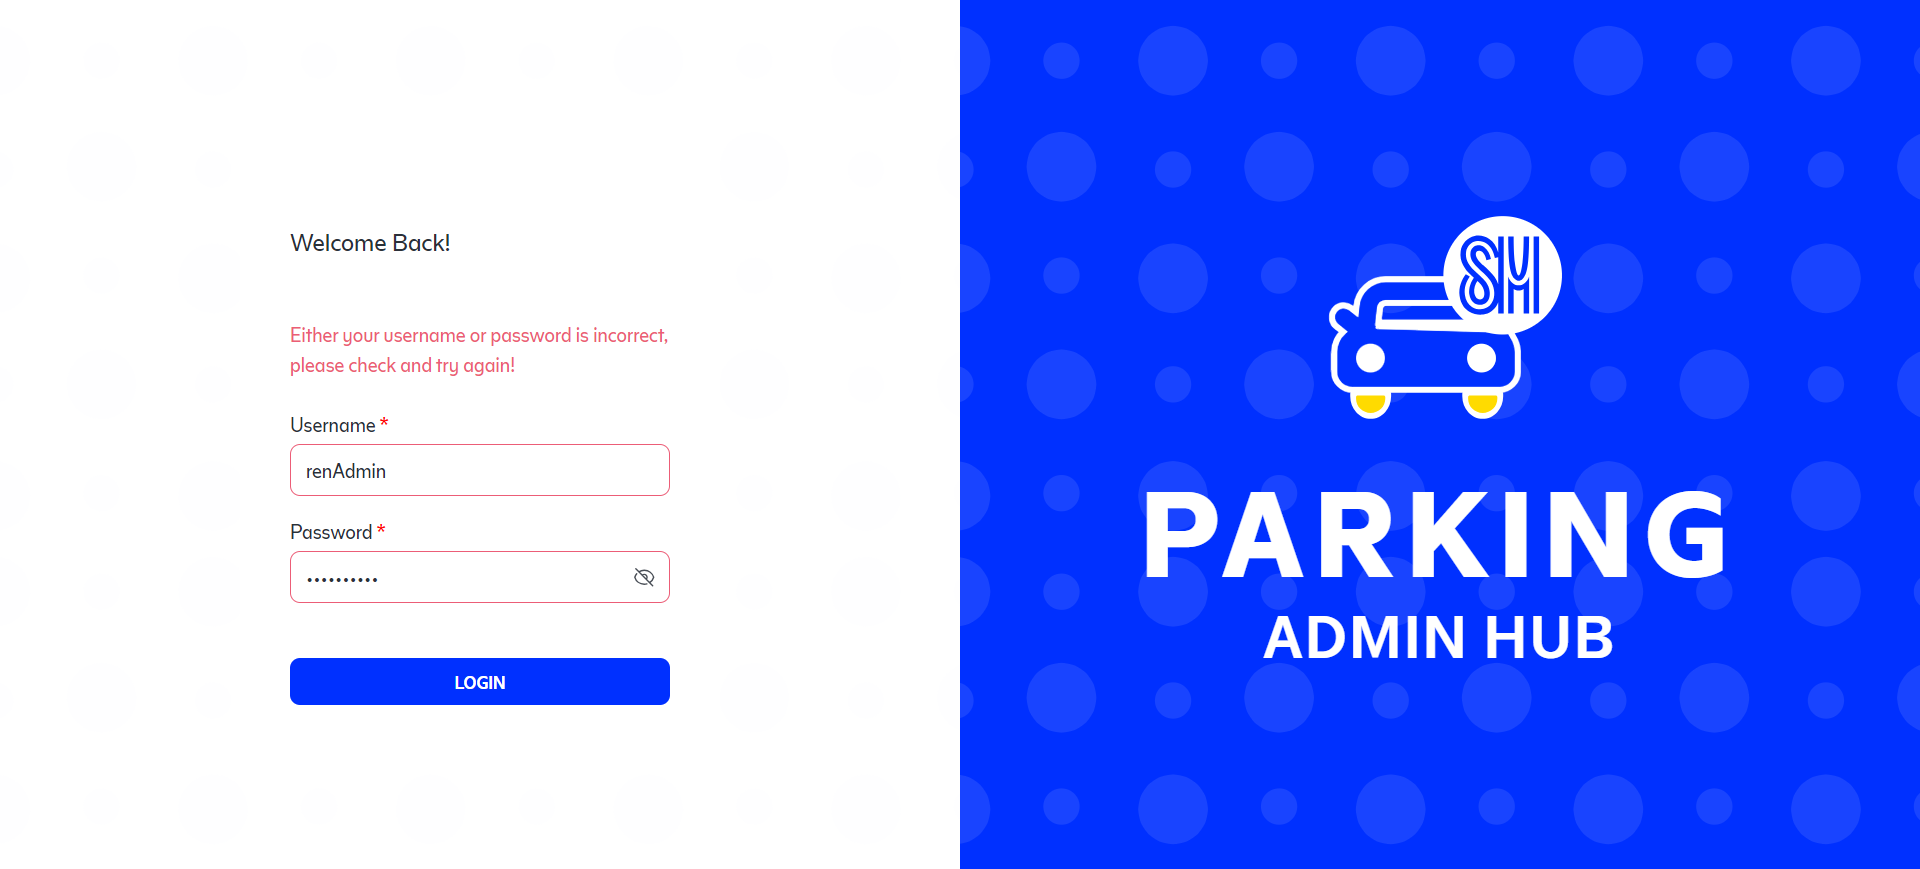 Welcome Back!
Either your username or password is incorrect,
please check and try again!
Username *
renAdmin
Password *
••••••••••
LOGIN
SM
PARKING
ADMIN HUB